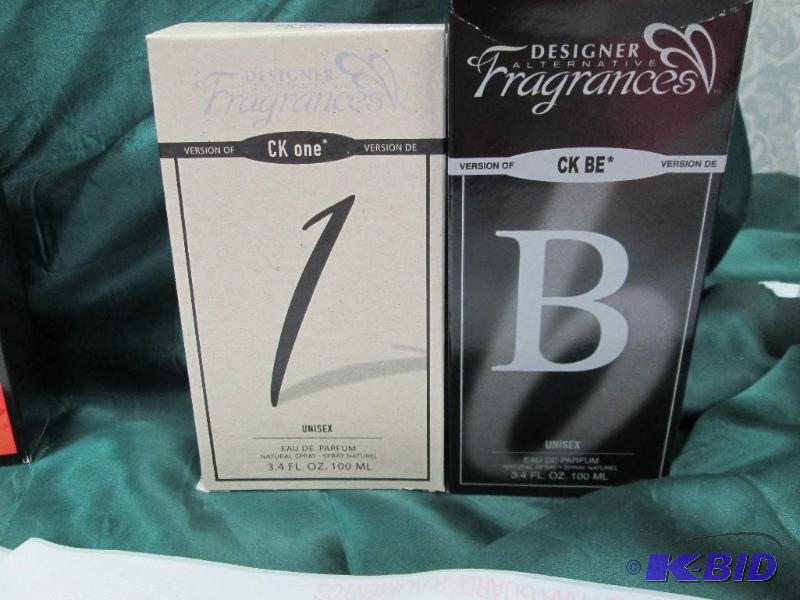 DESIGNER
ALTERNATIVE
Fragrances
VERSION OF CK one* VERSION DE
1
UNISEX
EAU DE PARFUM
NATURAL SPRAY - SPRAY NATUREL
3.4 FL. OZ. 100 ML
DESIGNER
ALTERNATIVE
Fragrances
VERSION OF CK BE* VERSION DE
B
UNISEX
EAU DE PARFUM
NATURAL SPRAY - SPRAY NATUREL
3.4 FL. OZ. 100 ML
© K-BID